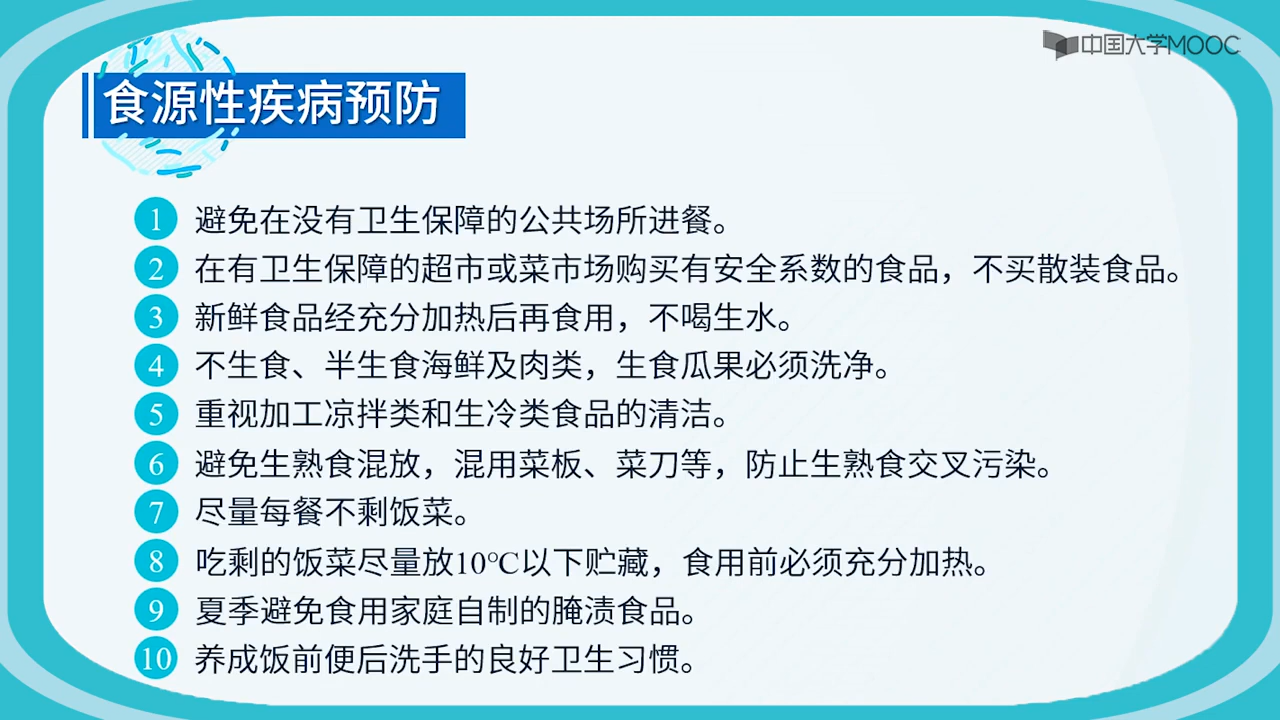 中国大学MOOC
食源性疾病预防
1 避免在没有卫生保障的公共场所进餐。
2 在有卫生保障的超市或菜市场购买有安全系数的食品，不买散装食品。
3 新鲜食品经充分加热后再食用，不喝生水。
4 不生食、半生食海鲜及肉类，生食瓜果必须洗净。
5 重视加工凉拌类和生冷类食品的清洁。
6 避免生熟食混放，混用菜板、菜刀等，防止生熟食交叉污染。
7 尽量每餐不剩饭菜。
8 吃剩的饭菜尽量放10℃以下贮藏，食用前必须充分加热。
9 夏季避免食用家庭自制的腌渍食品。
10 养成饭前便后洗手的良好卫生习惯。